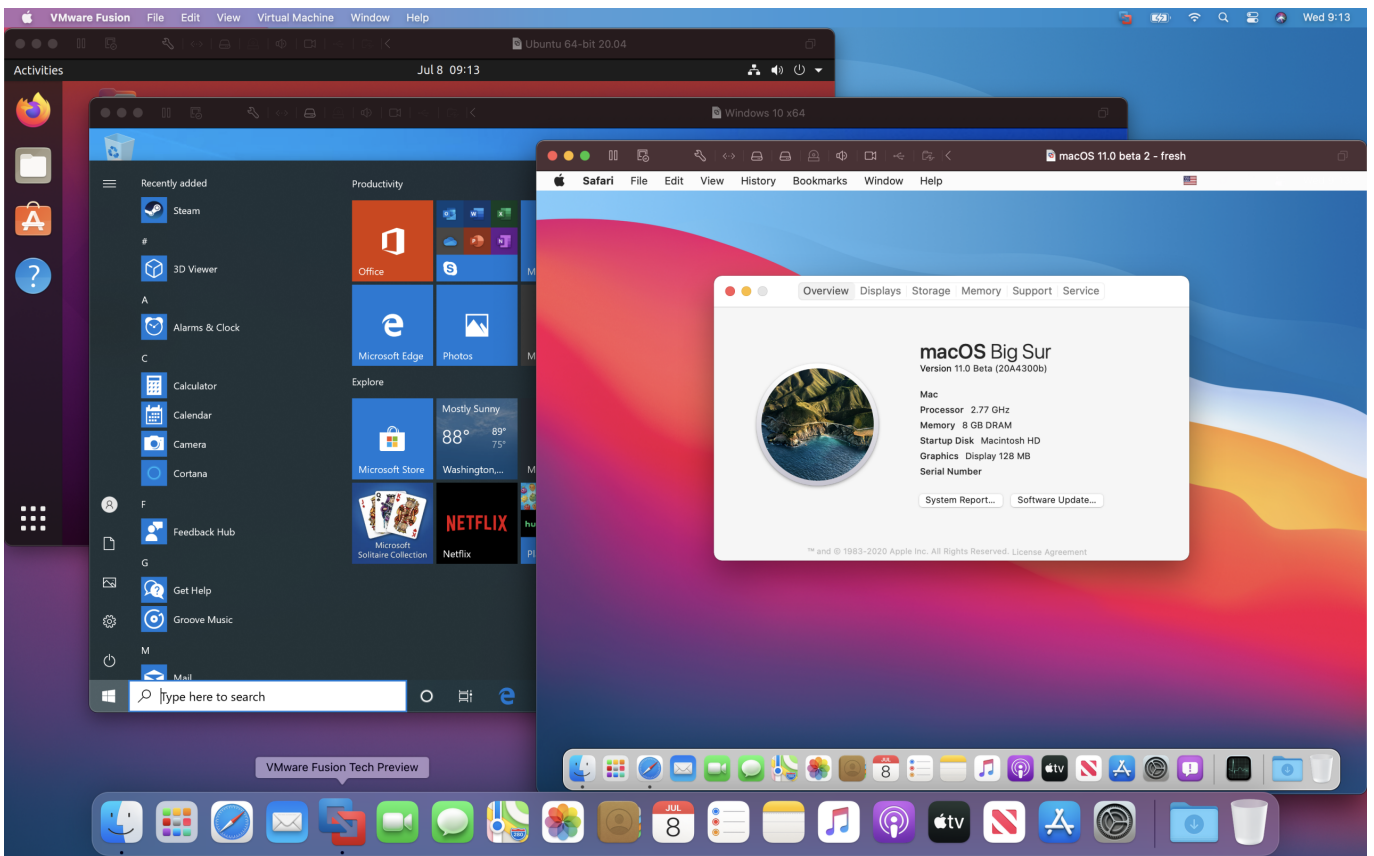 VMware Fusion File Edit View Virtual Machine Window Help Wed 9:13
Ubuntu 64-bit 20.04
Activities Jul 8 09:13
Windows 10 x64
macOS 11.0 beta 2 - fresh
Safari File Edit View History Bookmarks Window Help
Recently added
Steam
#
3D Viewer
A
Alarms & Clock
C
Calculator
Calendar
Camera
Cortana
F
Feedback Hub
G
Get Help
Groove Music
M
Mail
Productivity
Office
M
Microsoft Edge
Photos
M
Explore
Microsoft Store
Mostly Sunny
88° 89°
75°
Washington,...
M
Microsoft
Solitaire Collection
NETFLIX
Netflix
hu
Pl
Type here to search
Overview Displays Storage Memory Support Service
macOS Big Sur
Version 11.0 Beta (20A4300b)
Mac
Processor 2.77 GHz
Memory 8 GB DRAM
Startup Disk Macintosh HD
Graphics Display 128 MB
Serial Number
System Report... Software Update...
™ and © 1983-2020 Apple Inc. All Rights Reserved. License Agreement
JUL
8
tv
VMware Fusion Tech Preview
JUL
8
tv